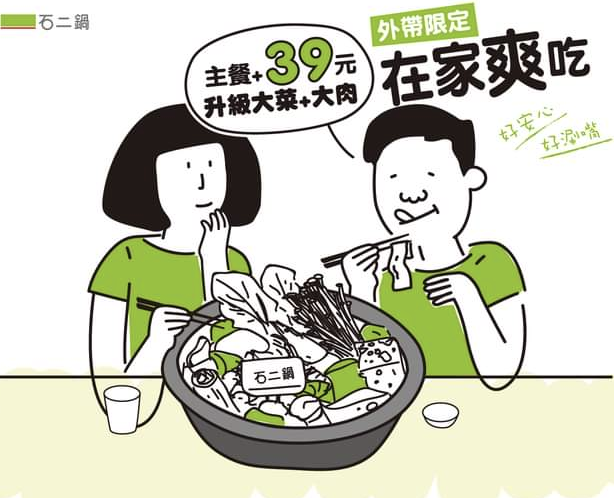 石二鍋
外帶限定
在家爽吃
好安心
好涮嘴
主餐+39元
升級大菜+大肉
石二鍋